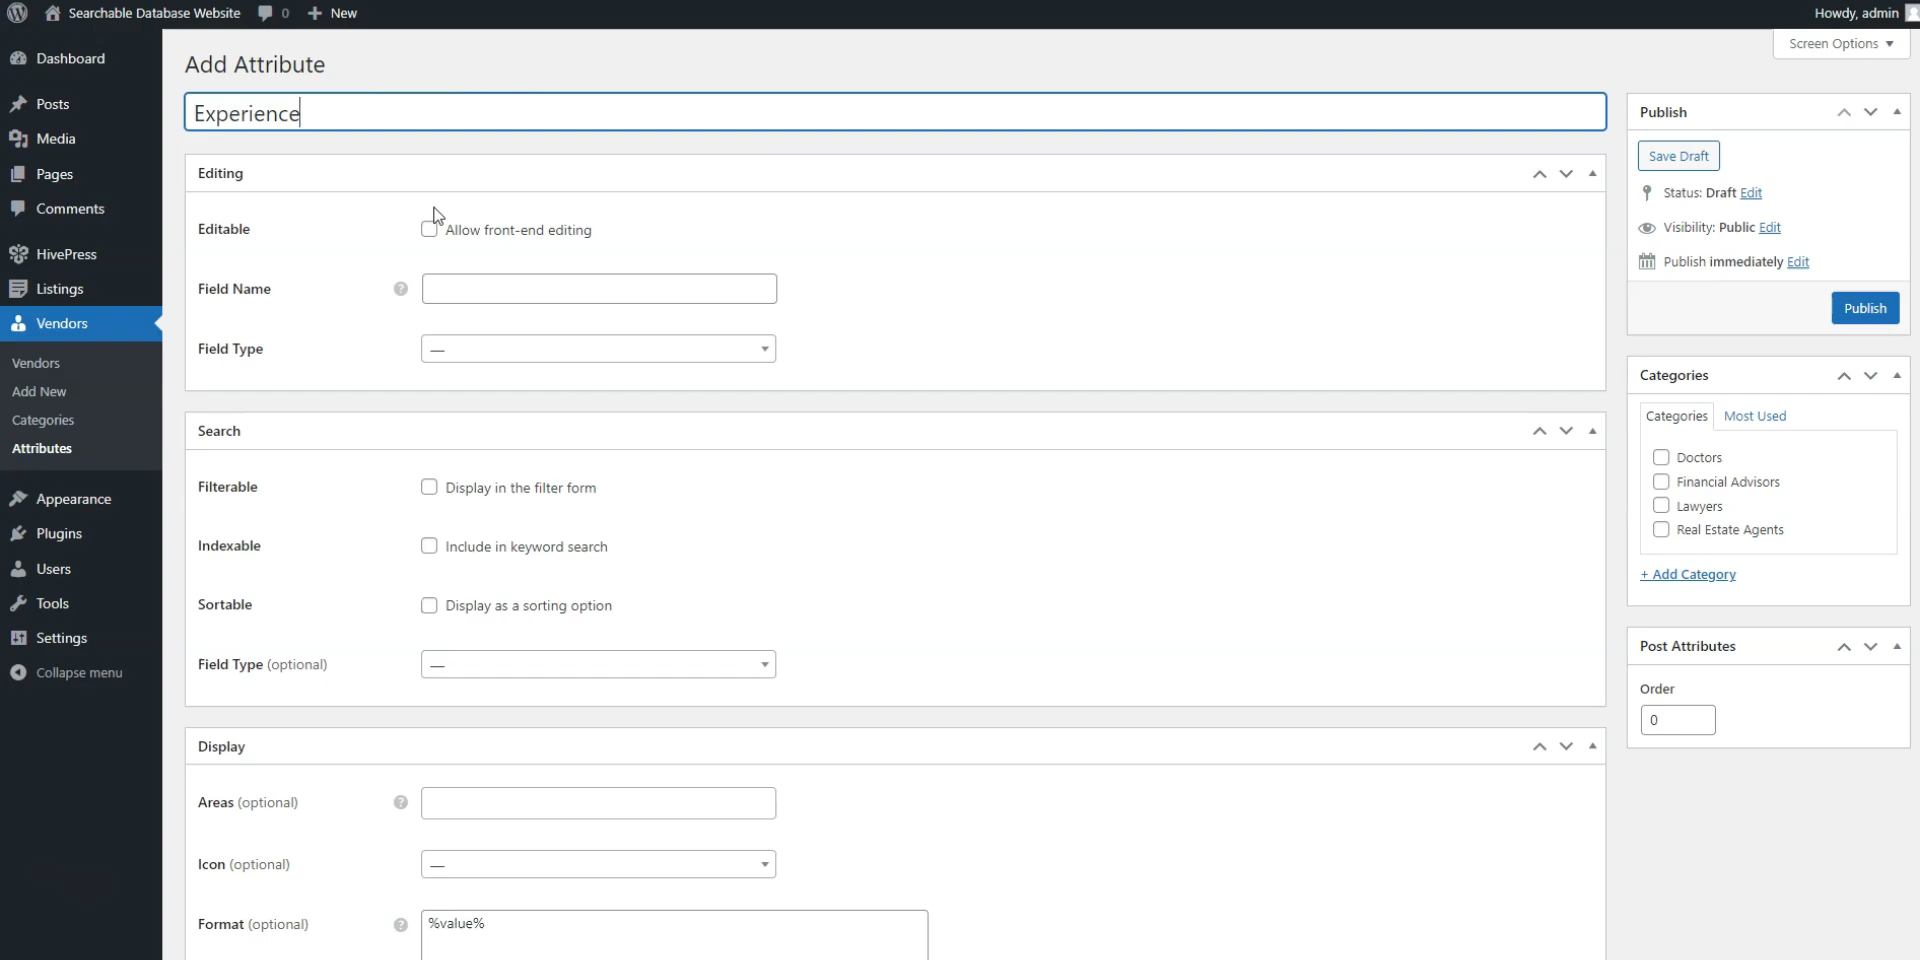 Searchable Database Website 0 New Howdy, admin
Screen Options
Dashboard
Posts
Media
Pages
Comments
HivePress
Listings
Vendors
Vendors
Add New
Categories
Attributes
Appearance
Plugins
Users
Tools
Settings
Collapse menu
Add Attribute
Experience
Editing
Editable Allow front-end editing
Field Name ?
Field Type —
Search
Filterable Display in the filter form
Indexable Include in keyword search
Sortable Display as a sorting option
Field Type (optional) —
Display
Areas (optional) ?
Icon (optional) —
Format (optional) ? %value%
Publish
Save Draft
Status: Draft Edit
Visibility: Public Edit
Publish immediately Edit
Publish
Categories
Categories Most Used
Doctors
Financial Advisors
Lawyers
Real Estate Agents
+ Add Category
Post Attributes
Order
0